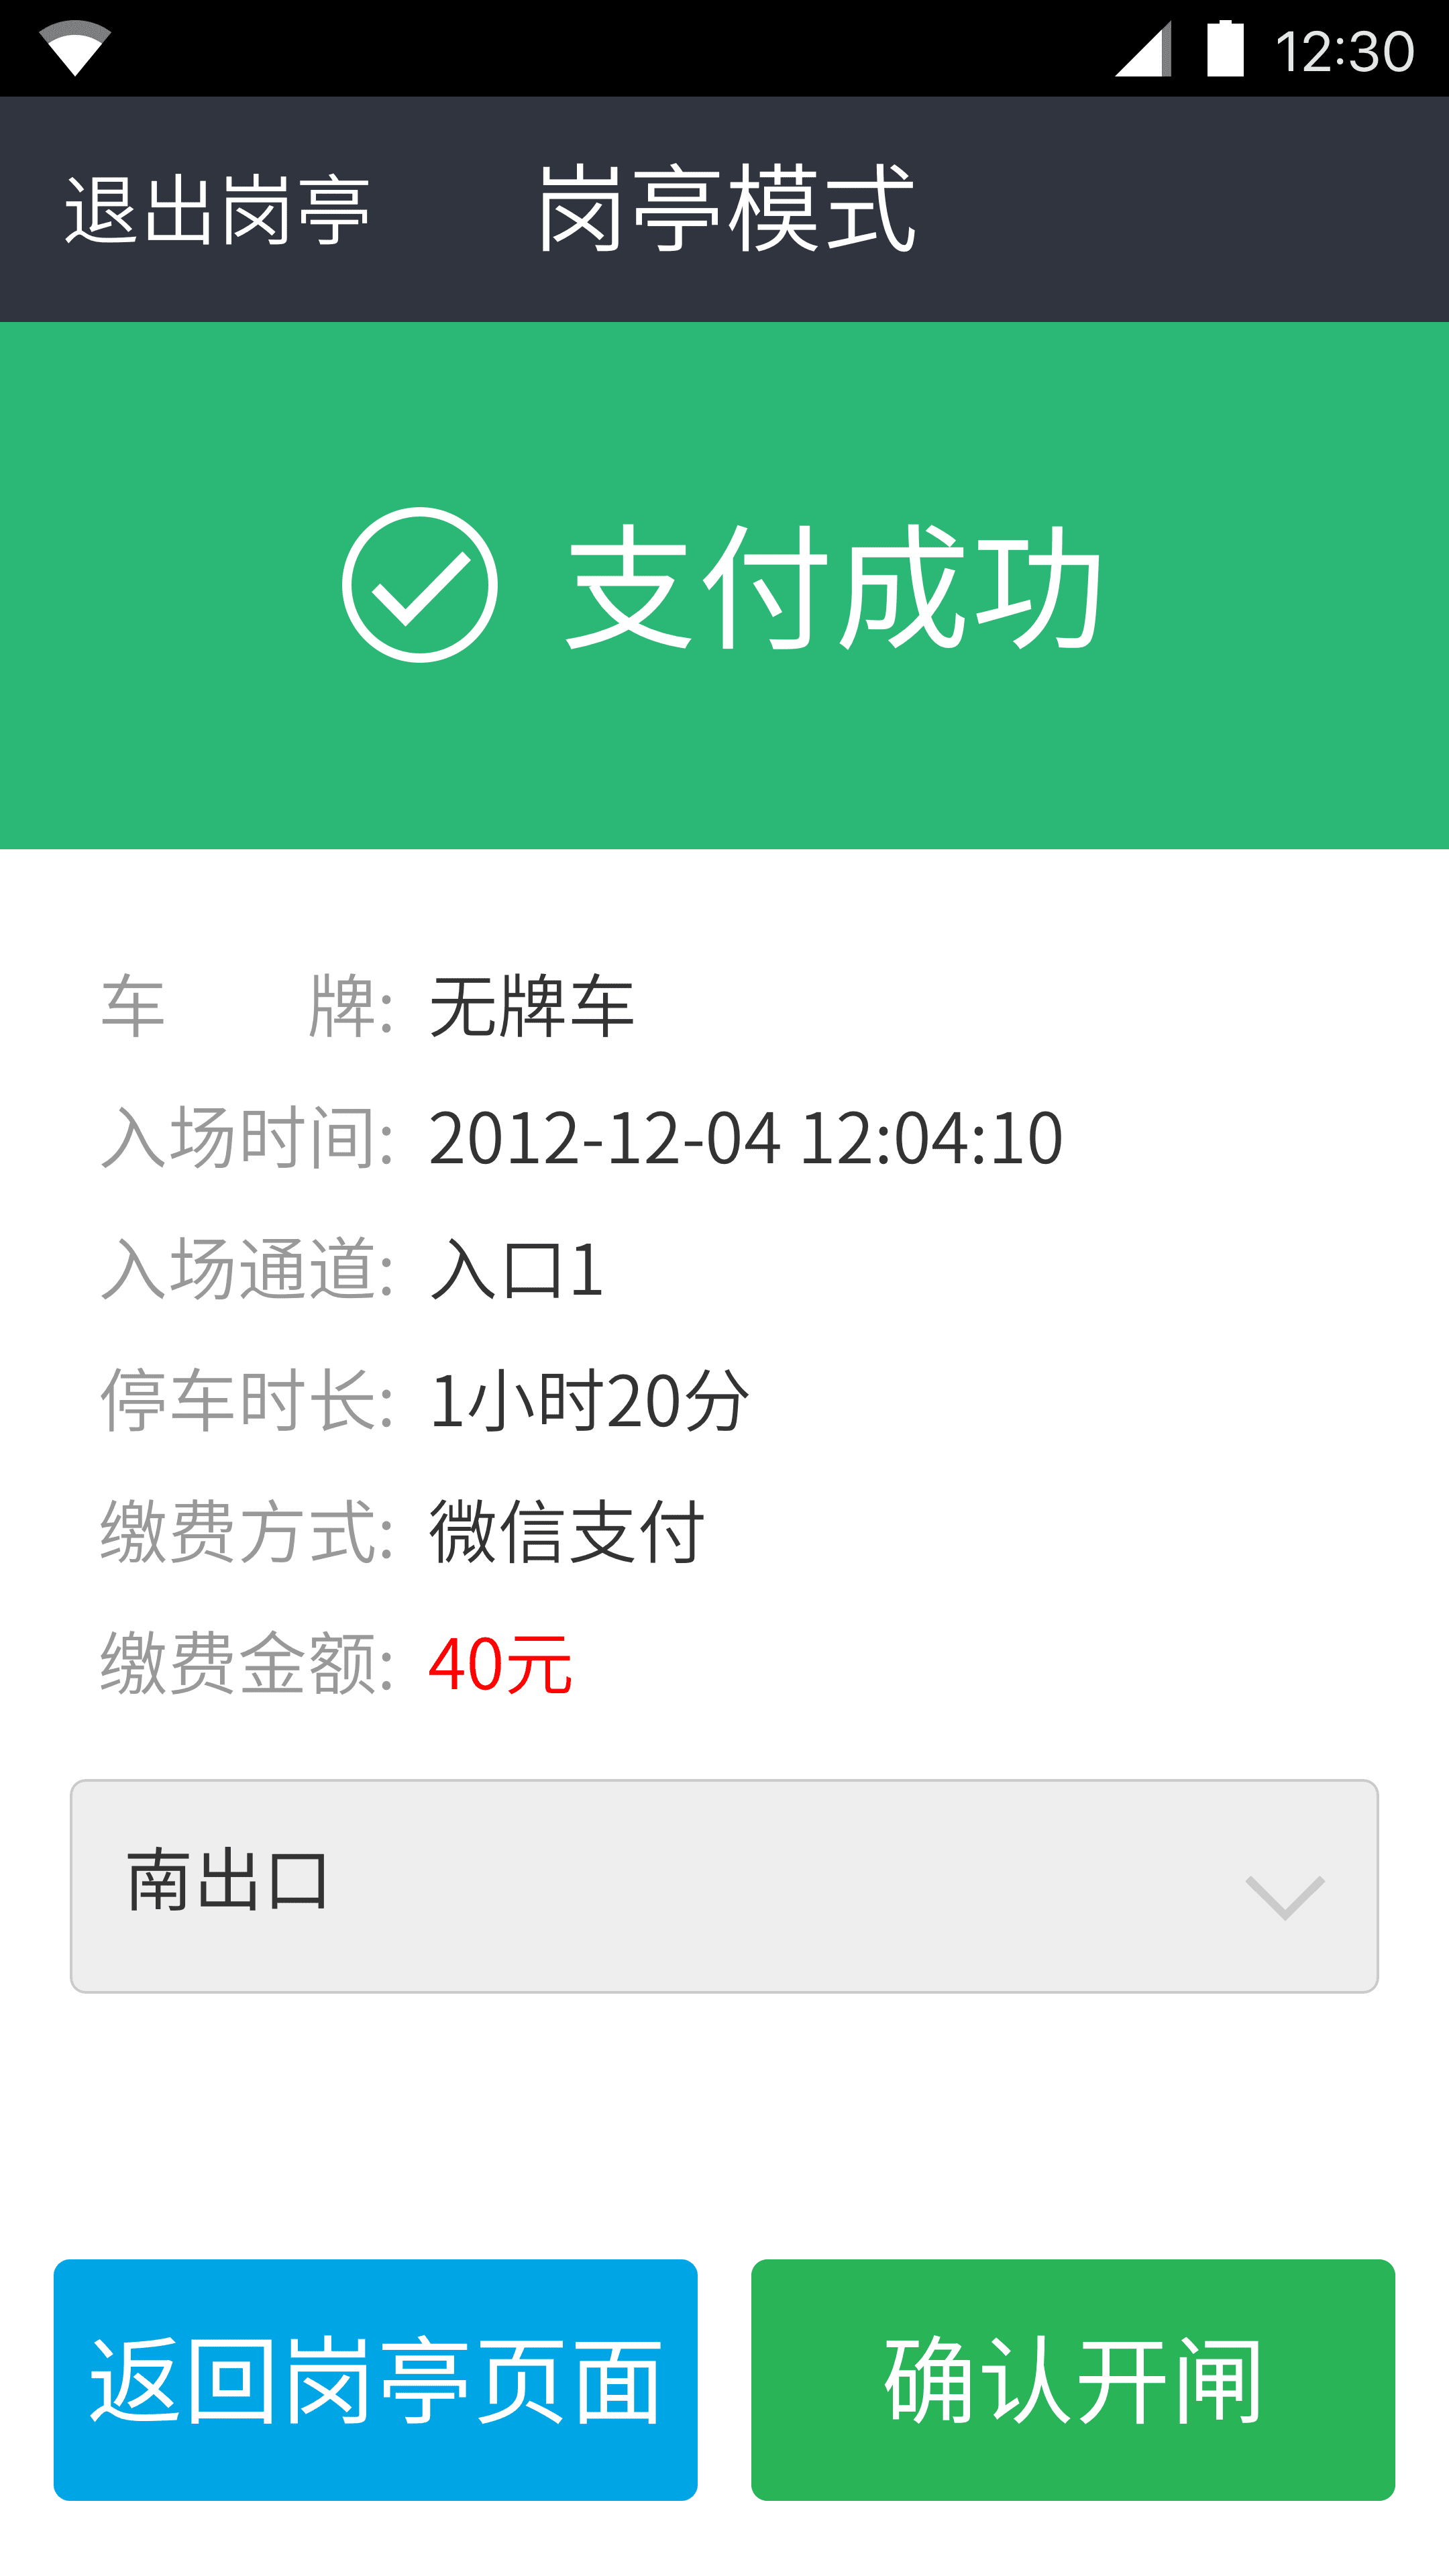 12:30
退出岗亭 岗亭模式
支付成功
车 牌: 无牌车
入场时间: 2012-12-04 12:04:10
入场通道: 入口1
停车时长: 1小时20分
缴费方式: 微信支付
缴费金额: 40元
南出口
返回岗亭页面 确认开闸